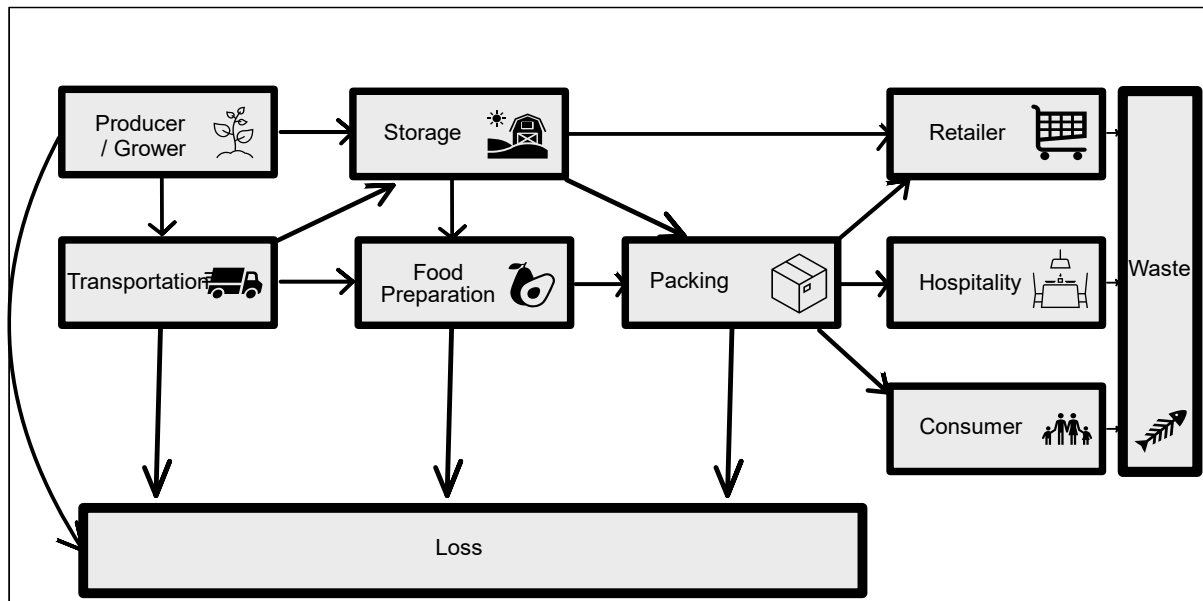 Producer
/ Grower
Storage
Retailer
Transportation
Food
Preparation
Packing
Hospitality
Waste
Consumer
Loss